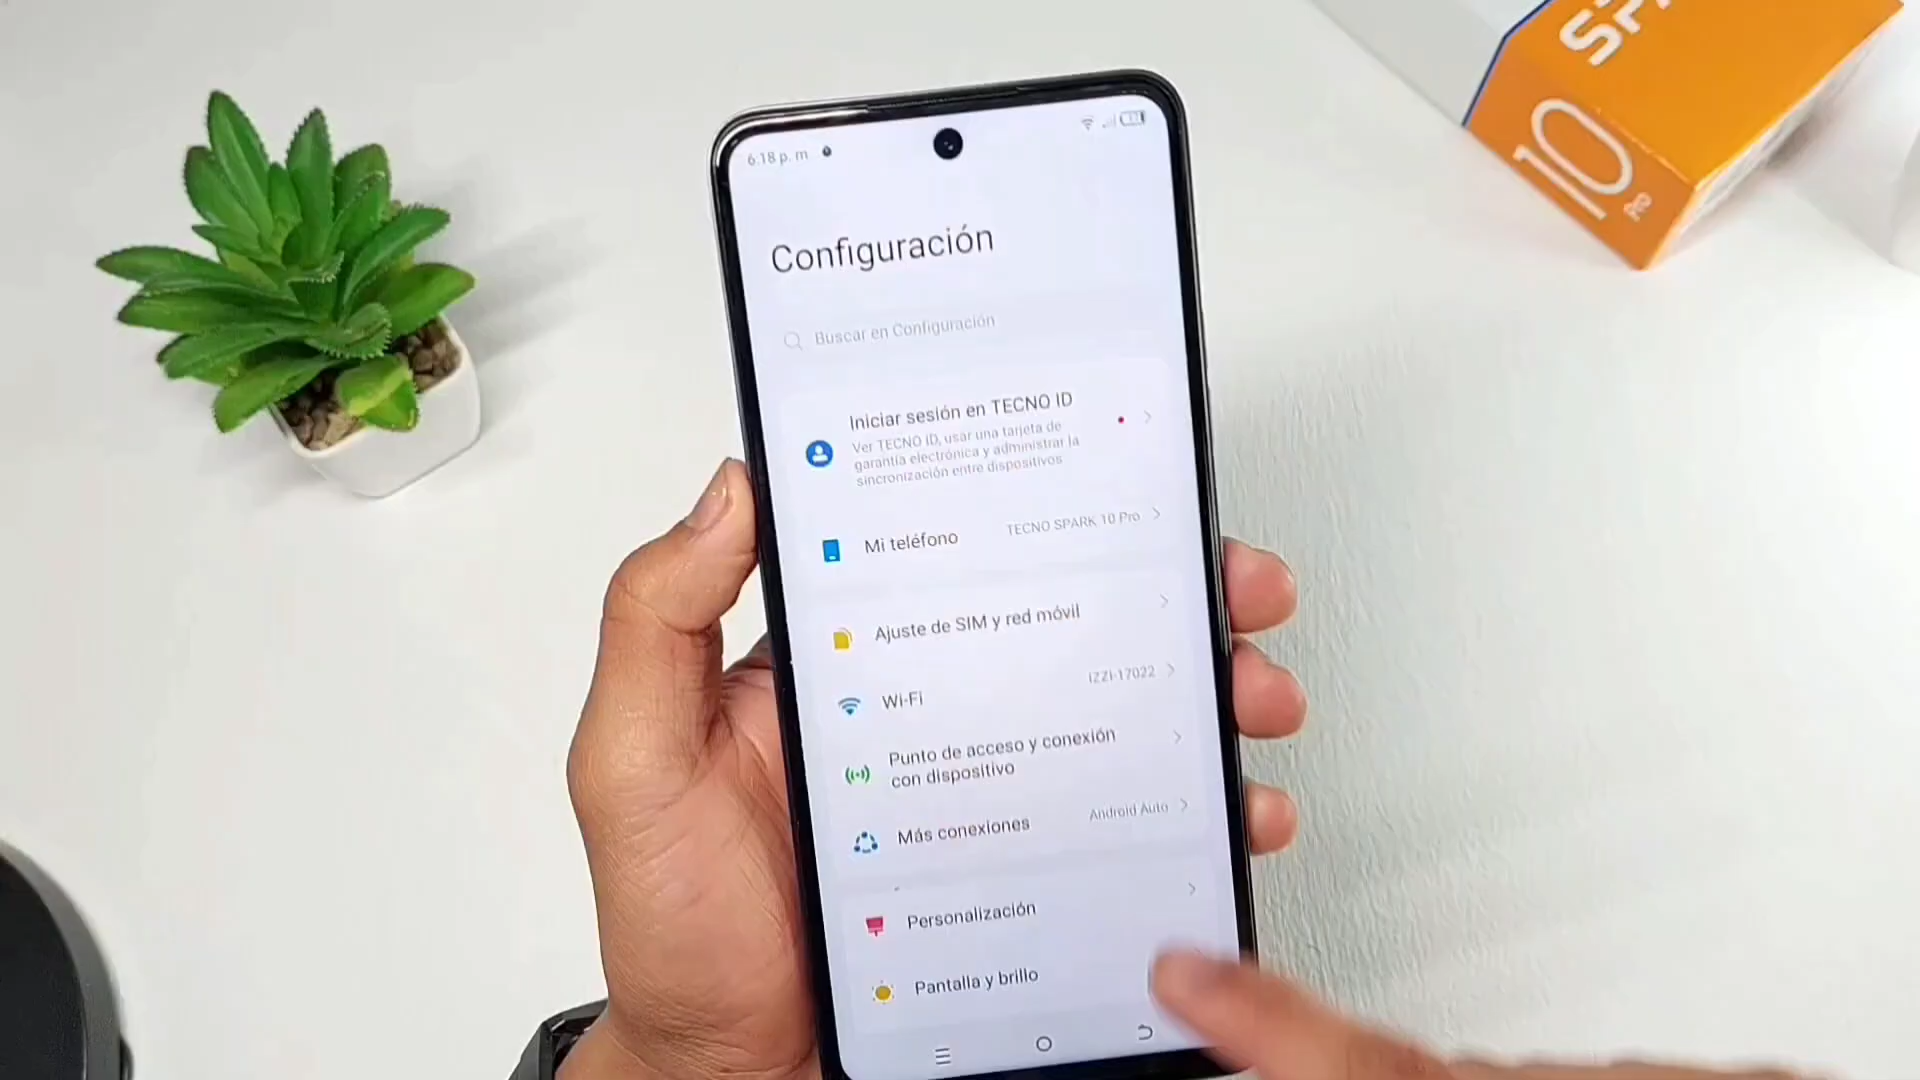 SPA
10
6:18 p. m
Configuración
Buscar en Configuración
Iniciar sesión en TECNO ID
Ver TECNO ID, usar una tarjeta de
garantía electrónica y administrar la
sincronización entre dispositivos
Mi teléfono
TECNO SPARK 10 Pro
Ajuste de SIM y red móvil
Wi-Fi
IZZI-17022
Punto de acceso y conexión
con dispositivo
Más conexiones
Android Auto
Personalización
Pantalla y brillo